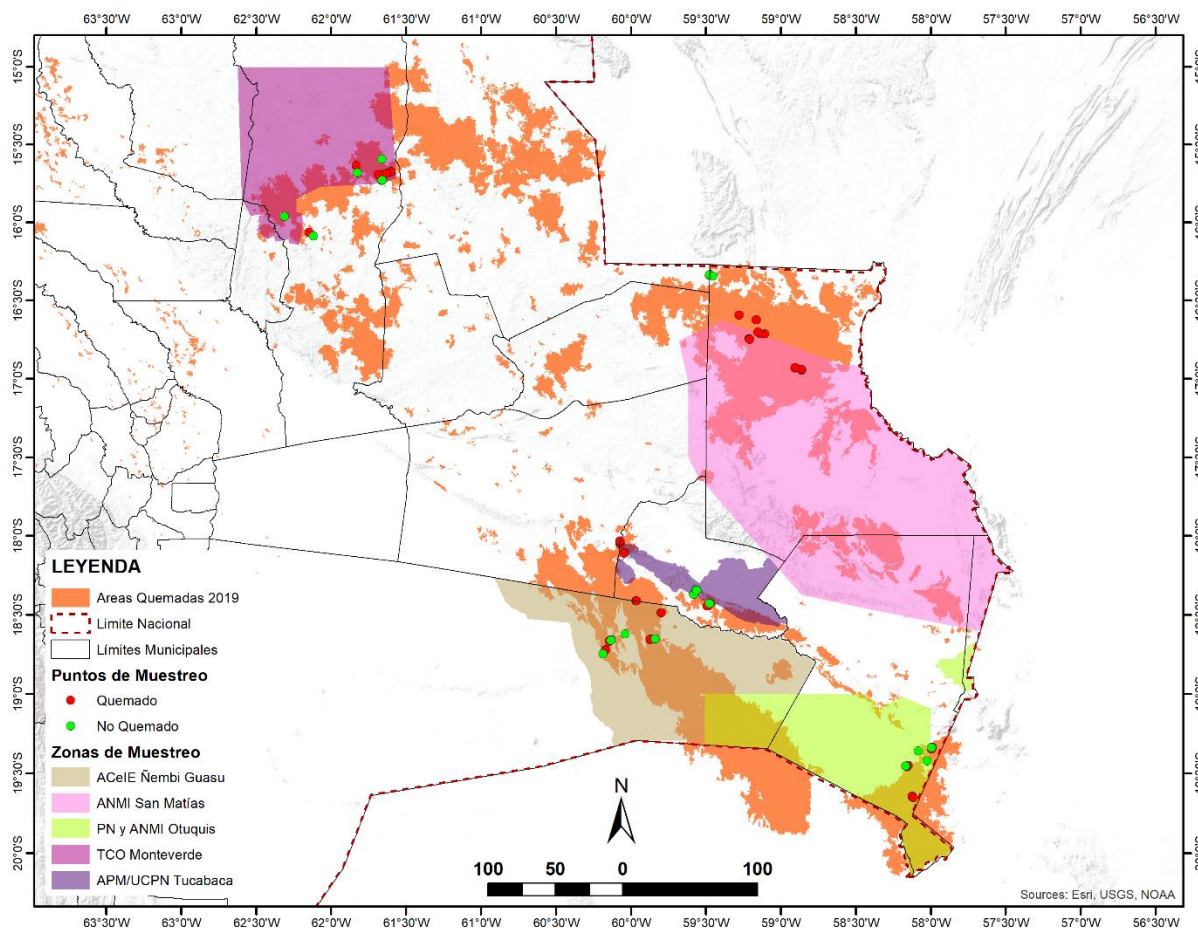 63°30'W 63°0'W 62°30'W 62°0'W 61°30'W 61°0'W 60°30'W 60°0'W 59°30'W 59°0'W 58°30'W 58°0'W 57°30'W 57°0'W 56°30'W
15°0'S
15°30'S
16°0'S
16°30'S
17°0'S
17°30'S
18°0'S
18°30'S
19°0'S
19°30'S
20°0'S
LEYENDA
Areas Quemadas 2019
Limite Nacional
Límites Municipales
Puntos de Muestreo
Quemado
No Quemado
Zonas de Muestreo
ACeIE Ñembi Guasu
ANMI San Matías
PN y ANMI Otuquis
TCO Monteverde
APM/UCPN Tucabaca
N
100 50 0 100
Sources: Esri, USGS, NOAA
63°30'W 63°0'W 62°30'W 62°0'W 61°30'W 61°0'W 60°30'W 60°0'W 59°30'W 59°0'W 58°30'W 58°0'W 57°30'W 57°0'W 56°30'W